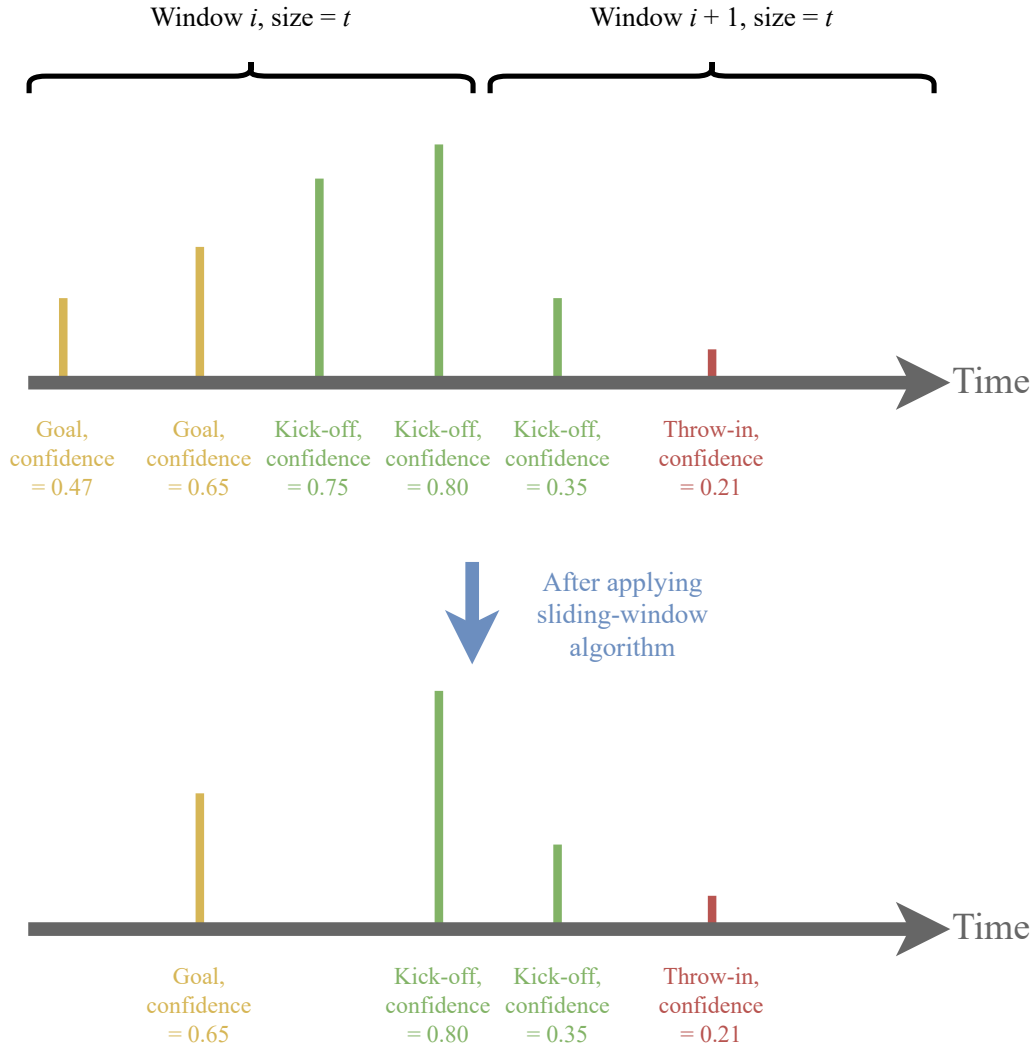 Window i, size = t
Window i + 1, size = t
Time
Goal,
confidence
= 0.47
Goal,
confidence
= 0.65
Kick-off,
confidence
= 0.75
Kick-off,
confidence
= 0.80
Kick-off,
confidence
= 0.35
Throw-in,
confidence
= 0.21
After applying
sliding-window
algorithm
Time
Goal,
confidence
= 0.65
Kick-off,
confidence
= 0.80
Kick-off,
confidence
= 0.35
Throw-in,
confidence
= 0.21